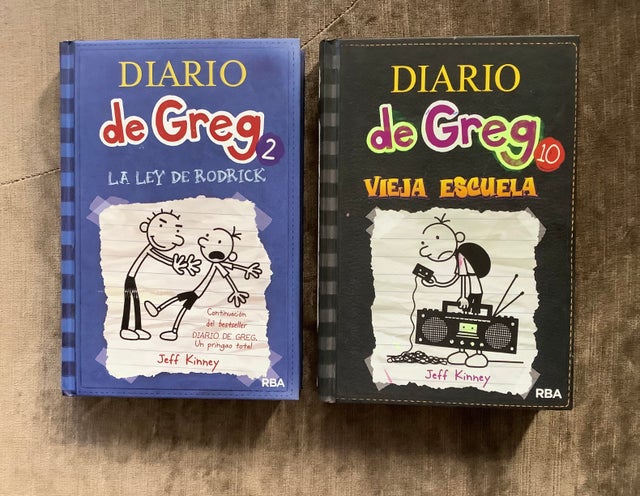 DIARIO
de Greg 2
LA LEY DE RODRICK
Continuación
del bestseller
DIARIO DE GREG,
Un pringao total
Jeff Kinney
RBA
DIARIO
de Greg 10
VIEJA ESCUELA
Jeff Kinney
RBA